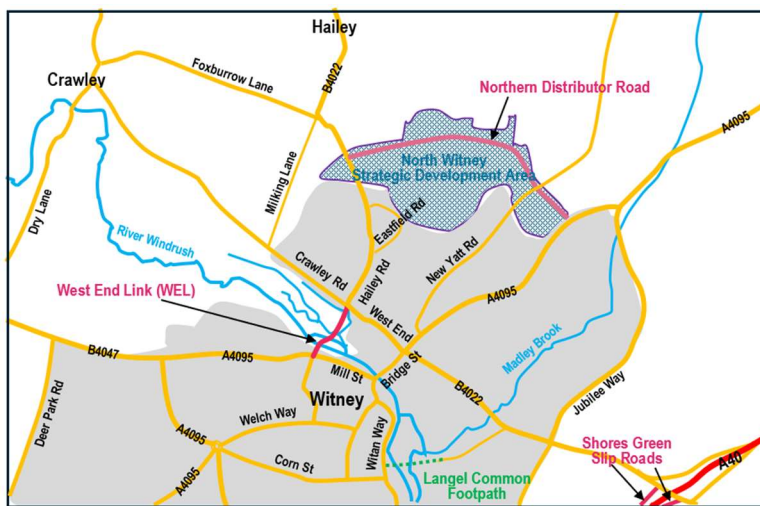 Hailey
Foxburrow Lane
B4022
Crawley
Northern Distributor Road
A4095
North Witney
Strategic Development Area
Milking Lane
Dry Lane
River Windrush
Eastfield Rd
Crawley Rd
Hailey Rd
New Yatt Rd
West End Link (WEL)
West End
A4095
Madley Brook
B4047
A4095
Mill St
Bridge St
B4022
Jubilee Way
Deer Park Rd
Witney
Welch Way
A4095
Witan Way
Corn St
A4095
Langel Common
Footpath
Shores Green
Slip Roads
A40